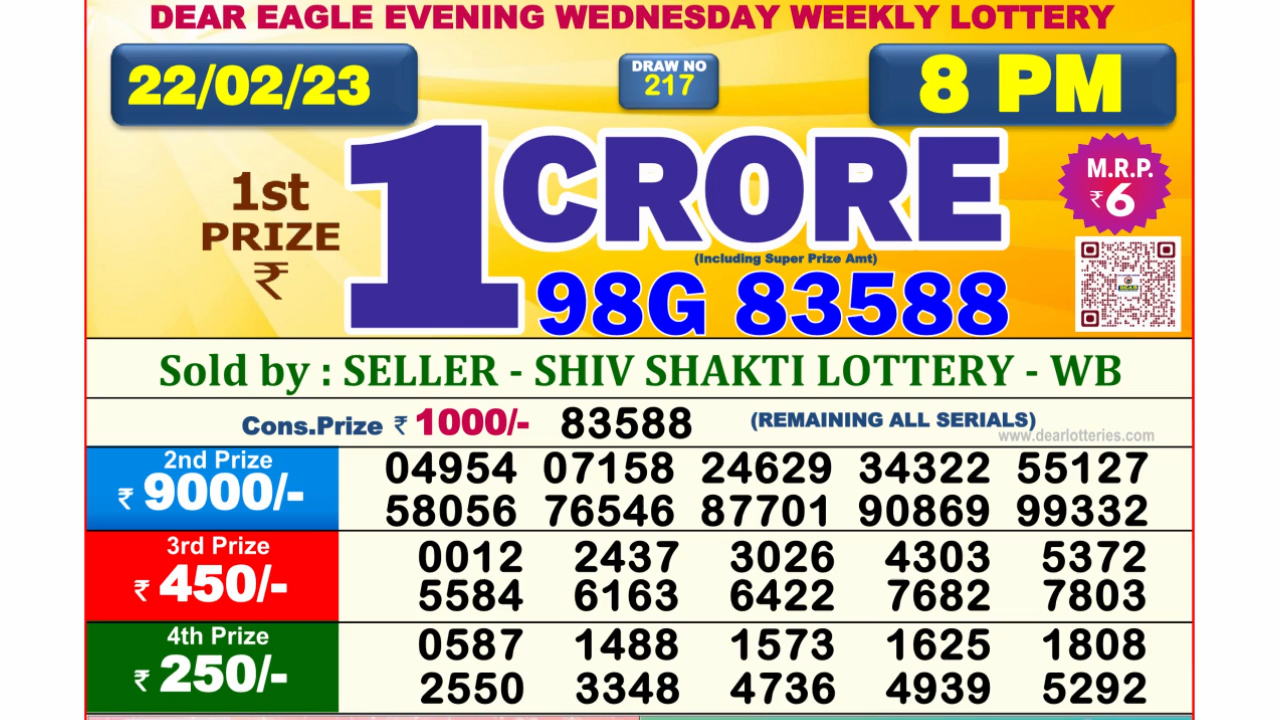 DEAR EAGLE EVENING WEDNESDAY WEEKLY LOTTERY
22/02/23
DRAW NO
217
8 PM
1st
PRIZE
₹
1 CRORE
(Including Super Prize Amt)
98G 83588
M.R.P.
₹ 6
Sold by : SELLER - SHIV SHAKTI LOTTERY - WB
Cons.Prize ₹ 1000/- 83588 (REMAINING ALL SERIALS)
www.dearlotteries.com
2nd Prize
₹ 9000/-
04954 07158 24629 34322 55127
58056 76546 87701 90869 99332
3rd Prize
₹ 450/-
0012 2437 3026 4303 5372
5584 6163 6422 7682 7803
4th Prize
₹ 250/-
0587 1488 1573 1625 1808
2550 3348 4736 4939 5292